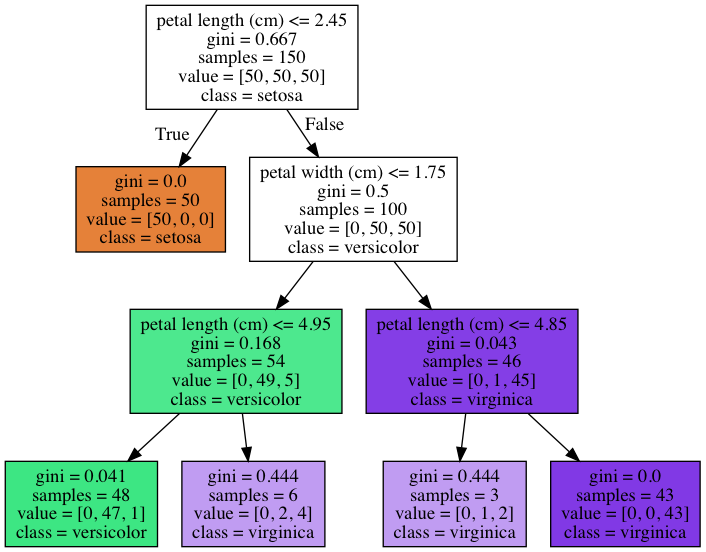 petal length (cm) <= 2.45
gini = 0.667
samples = 150
value = [50, 50, 50]
class = setosa
True
False
gini = 0.0
samples = 50
value = [50, 0, 0]
class = setosa
petal width (cm) <= 1.75
gini = 0.5
samples = 100
value = [0, 50, 50]
class = versicolor
petal length (cm) <= 4.95
gini = 0.168
samples = 54
value = [0, 49, 5]
class = versicolor
petal length (cm) <= 4.85
gini = 0.043
samples = 46
value = [0, 1, 45]
class = virginica
gini = 0.041
samples = 48
value = [0, 47, 1]
class = versicolor
gini = 0.444
samples = 6
value = [0, 2, 4]
class = virginica
gini = 0.444
samples = 3
value = [0, 1, 2]
class = virginica
gini = 0.0
samples = 43
value = [0, 0, 43]
class = virginica